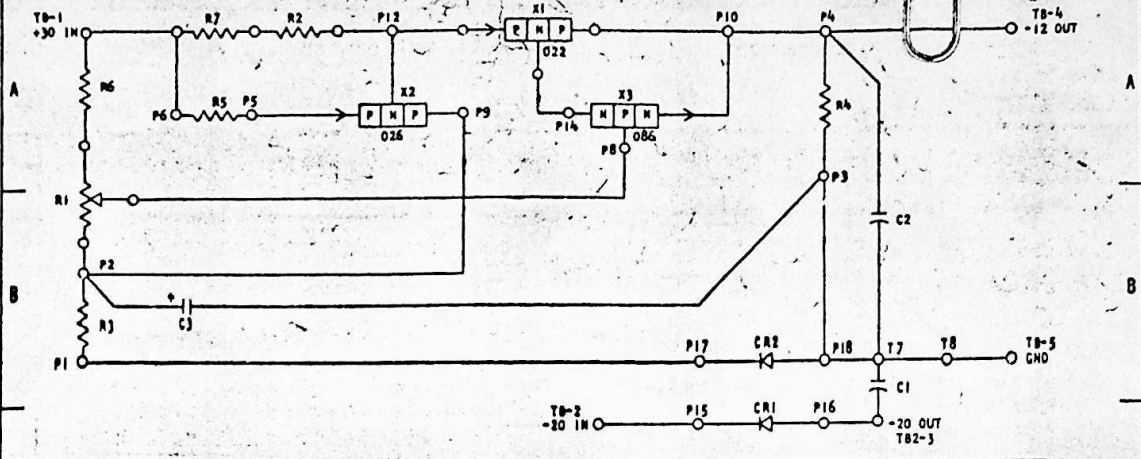 TB-1
+30 IN
R7
R2
P12
X1
P N P
022
P10
P4
TB-4
-12 OUT
A
R6
P6
R5
P5
X2
P N P
026
P9
P14
X3
N P N
086
P8
R4
A
P3
R1
C2
P2
B
R3
C3
+
B
P1
P17
CR2
P18
T7
T8
TB-5
GND
C1
TB-2
-20 IN
P15
CR1
P16
-20 OUT
TB2-3